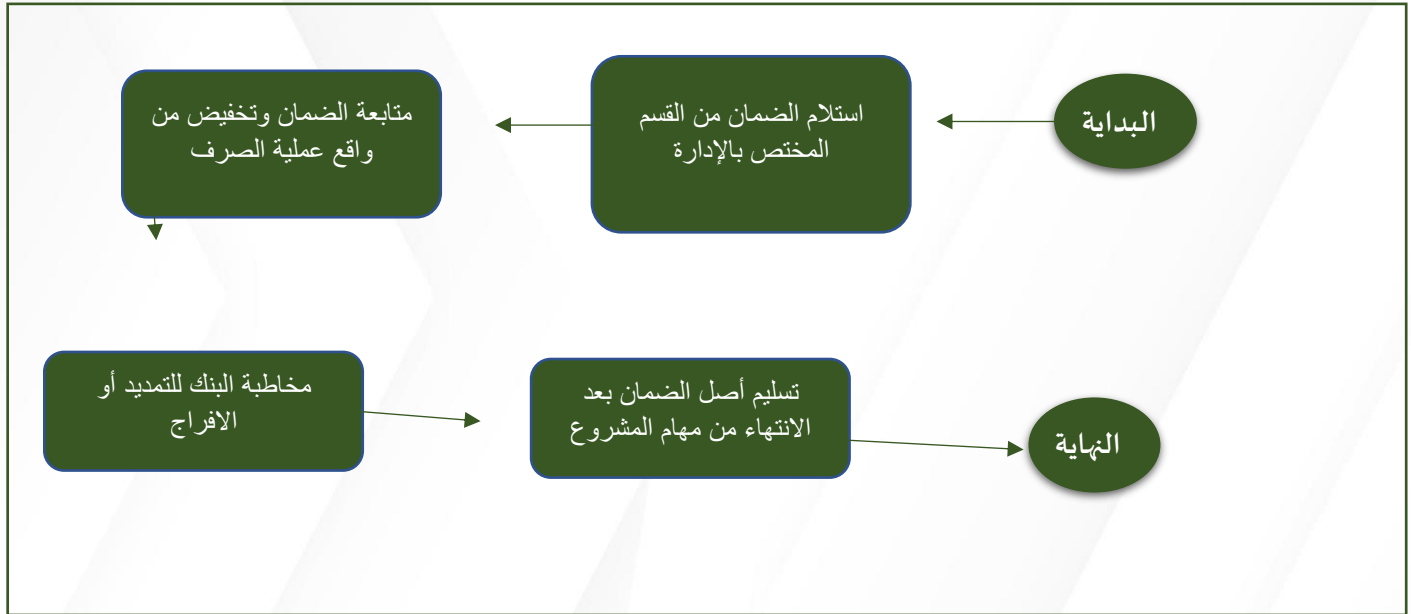 البداية
استلام الضمان من القسم
المختص بالإدارة
متابعة الضمان وتخفيض من
واقع عملية الصرف
مخاطبة البنك للتمديد أو
الافراج
تسليم أصل الضمان بعد
الانتهاء من مهام المشروع
النهاية